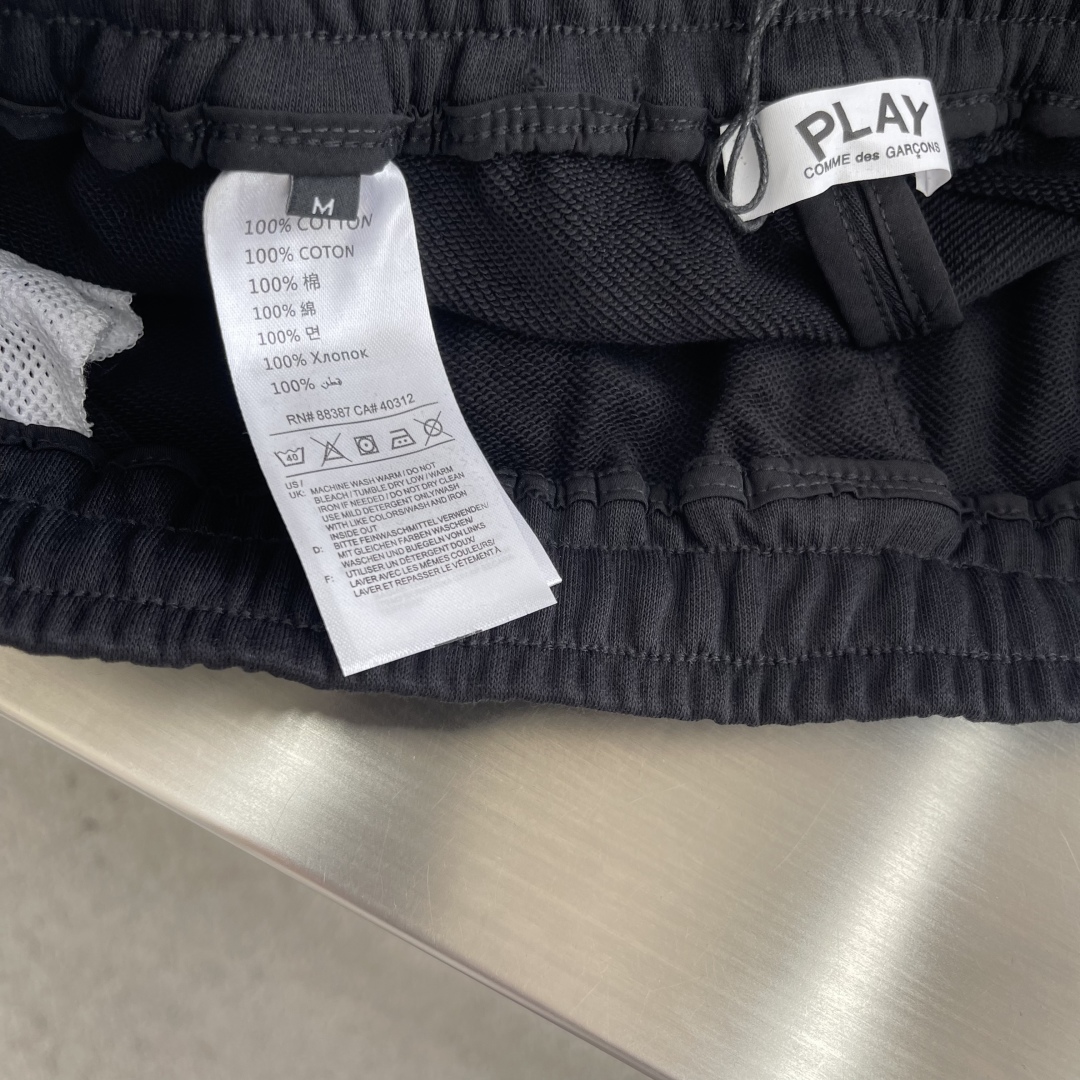 PLAY
COMME des GARÇONS
M
100% COTTON
100% COTON
100% 棉
100% 綿
100% 면
100% Хлопок
100% قطن
RN# 88387 CA# 40312
40
US /
UK: MACHINE WASH WARM / DO NOT
BLEACH / TUMBLE DRY LOW / WARM
IRON IF NEEDED / DO NOT DRY CLEAN
USE MILD DETERGENT ONLY/WASH
WITH LIKE COLORS/WASH AND IRON
INSIDE OUT
D: BITTE FEINWASCHMITTEL VERWENDEN/
MIT GLEICHEN FARBEN WASCHEN/
WASCHEN UND BUEGELN VON LINKS
F: UTILISER UN DÉTERGENT DOUX/
LAVER AVEC LES MÊMES COULEURS/
LAVER ET REPASSER LE VÊTEMENT À